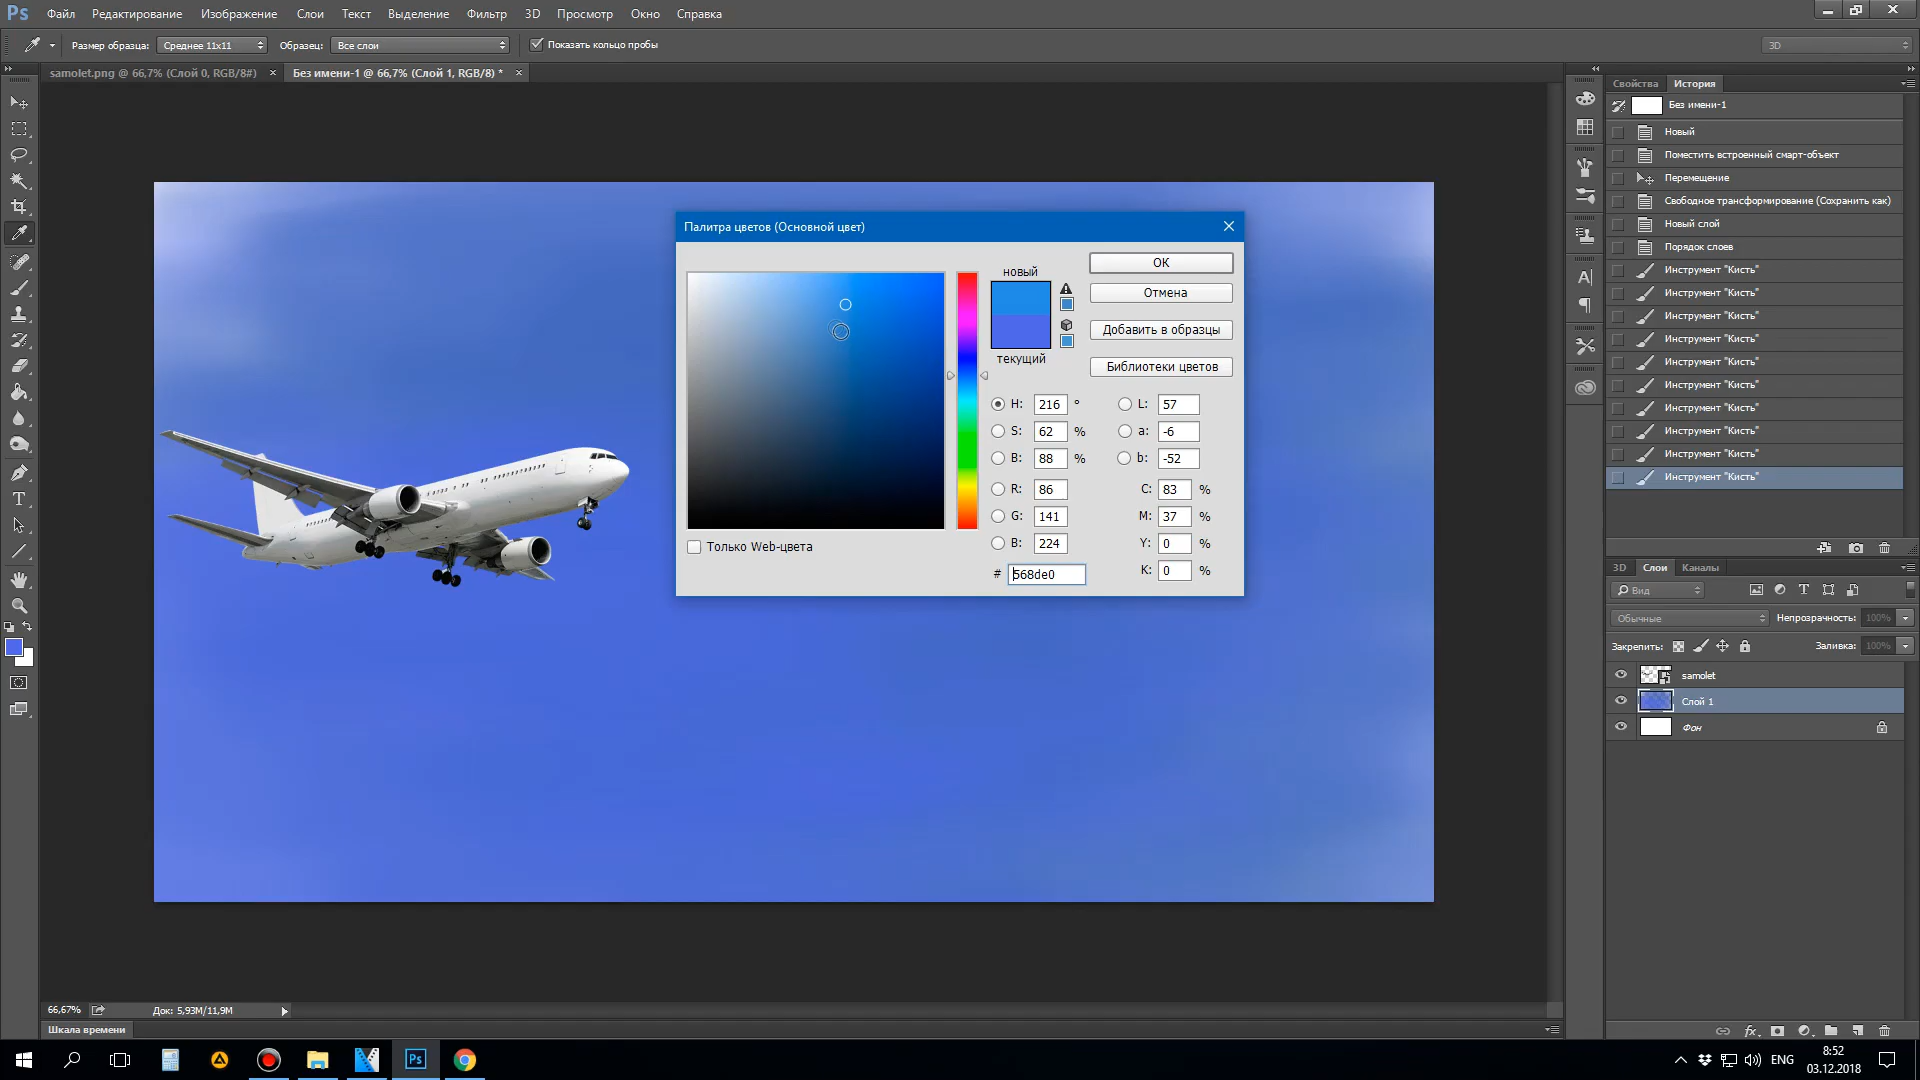 Ps Файл Редактирование Изображение Слои Текст Выделение Фильтр 3D Просмотр Окно Справка
Размер образца: Среднее 11x11 Образец: Все слои Показать кольцо пробы 3D
samolet.png @ 66,7% (Слой 0, RGB/8#) × Без имени-1 @ 66,7% (Слой 1, RGB/8) * ×
Свойства История
Без имени-1
Новый
Поместить встроенный смарт-объект
Перемещение
Свободное трансформирование (Сохранить как)
Новый слой
Порядок слоев
Инструмент "Кисть"
Инструмент "Кисть"
Инструмент "Кисть"
Инструмент "Кисть"
Инструмент "Кисть"
Инструмент "Кисть"
Инструмент "Кисть"
Инструмент "Кисть"
Инструмент "Кисть"
Инструмент "Кисть"
Палитра цветов (Основной цвет)
новый
текущий
ОК
Отмена
Добавить в образцы
Библиотеки цветов
H: 216 ° L: 57
S: 62 % a: -6
B: 88 % b: -52
R: 86 C: 83 %
G: 141 M: 37 %
B: 224 Y: 0 %
# 568de0 K: 0 %
Только Web-цвета
3D Слои Каналы
Вид
Обычные Непрозрачность: 100%
Закрепить: Заливка: 100%
samolet
Слой 1
Фон
66,67% Док: 5,93M/11,9M
Шкала времени
Ps
ENG
8:52
03.12.2018